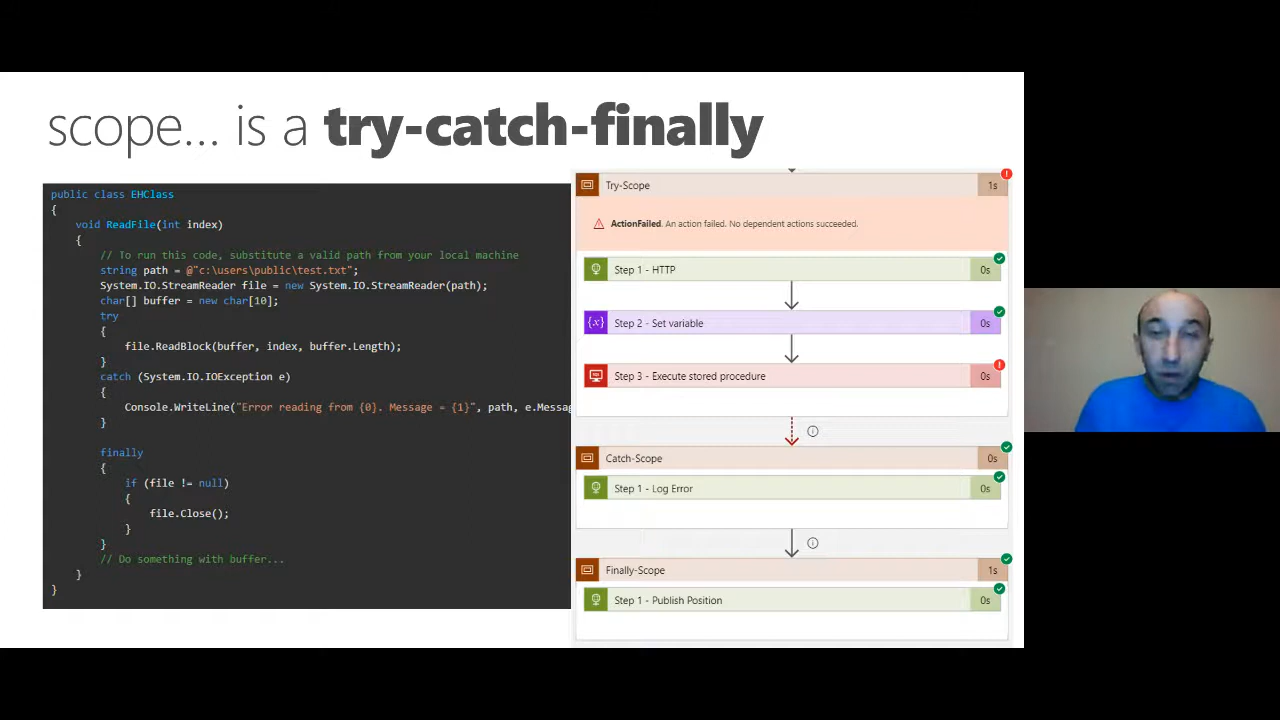 scope... is a try-catch-finally
public class EHClass
{
void ReadFile(int index)
{
// To run this code, substitute a valid path from your local machine
string path = @"c:\users\public\test.txt";
System.IO.StreamReader file = new System.IO.StreamReader(path);
char[] buffer = new char[10];
try
{
file.ReadBlock(buffer, index, buffer.Length);
}
catch (System.IO.IOException e)
{
Console.WriteLine("Error reading from {0}. Message = {1}", path, e.Messag
}
finally
{
if (file != null)
{
file.Close();
}
}
// Do something with buffer...
}
}
Try-Scope 1s
ActionFailed. An action failed. No dependent actions succeeded.
Step 1 - HTTP 0s
{x} Step 2 - Set variable 0s
Step 3 - Execute stored procedure 0s
Catch-Scope 0s
Step 1 - Log Error 0s
Finally-Scope 1s
Step 1 - Publish Position 0s